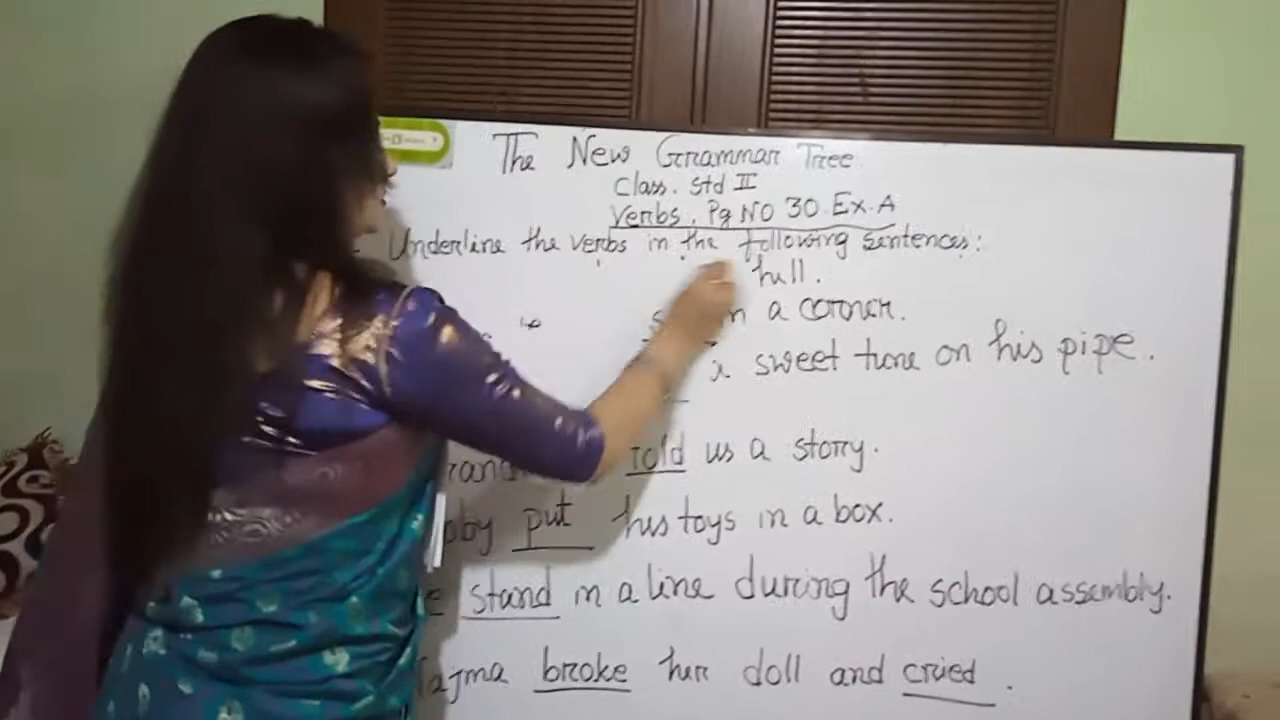 The New Grammar Tree
Class. Std II
Verbs. Pg No 30. Ex. A
Underline the verbs in the following sentences:
hill.
a corner.
sweet tune on his pipe.
told us a story.
put his toys in a box.
stand in a line during the school assembly.
Najma broke her doll and cried.